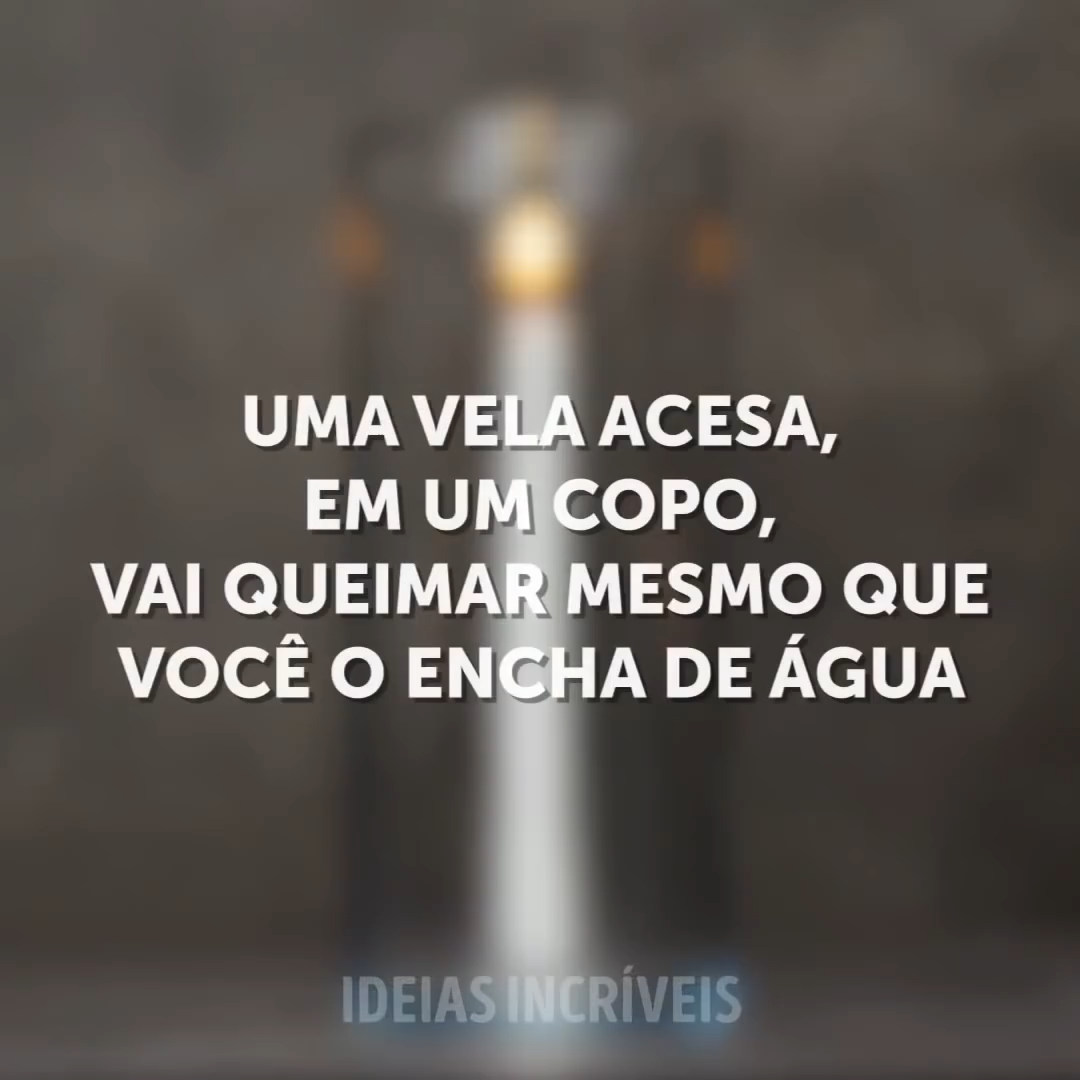 UMA VELA ACESA,
EM UM COPO,
VAI QUEIMAR MESMO QUE
VOCÊ O ENCHA DE ÁGUA
IDEIAS INCRÍVEIS